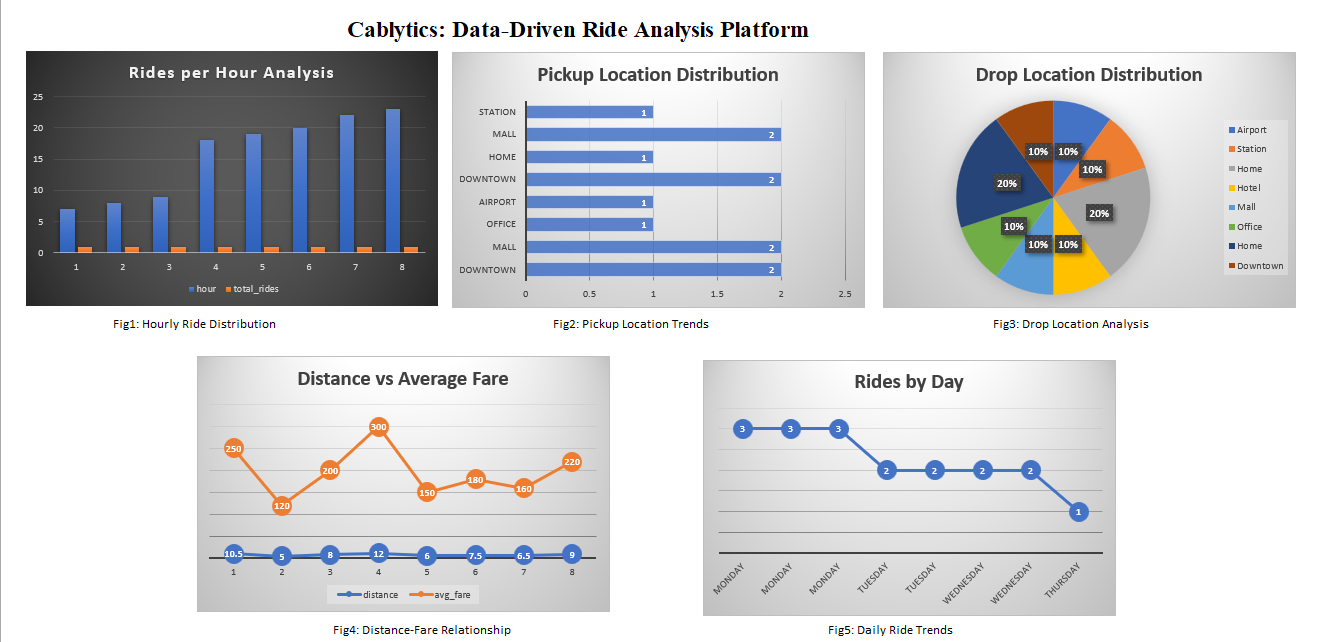 Cablytics: Data-Driven Ride Analysis Platform
Rides per Hour Analysis
25
20
15
10
5
0
1 2 3 4 5 6 7 8
hour total_rides
Fig1: Hourly Ride Distribution
Pickup Location Distribution
STATION 1
MALL 2
HOME 1
DOWNTOWN 2
AIRPORT 1
OFFICE 1
MALL 2
DOWNTOWN 2
0 0.5 1 1.5 2 2.5
Fig2: Pickup Location Trends
Drop Location Distribution
10% 10%
10%
20%
20%
10%
10% 10%
Airport
Station
Home
Hotel
Mall
Office
Home
Downtown
Fig3: Drop Location Analysis
Distance vs Average Fare
250 120 200 300 150 180 160 220
10.5 5 8 12 6 7.5 6.5 9
1 2 3 4 5 6 7 8
distance avg_fare
Fig4: Distance-Fare Relationship
Rides by Day
3 3 3 2 2 2 2 1
MONDAY MONDAY MONDAY TUESDAY TUESDAY WEDNESDAY WEDNESDAY THURSDAY
Fig5: Daily Ride Trends